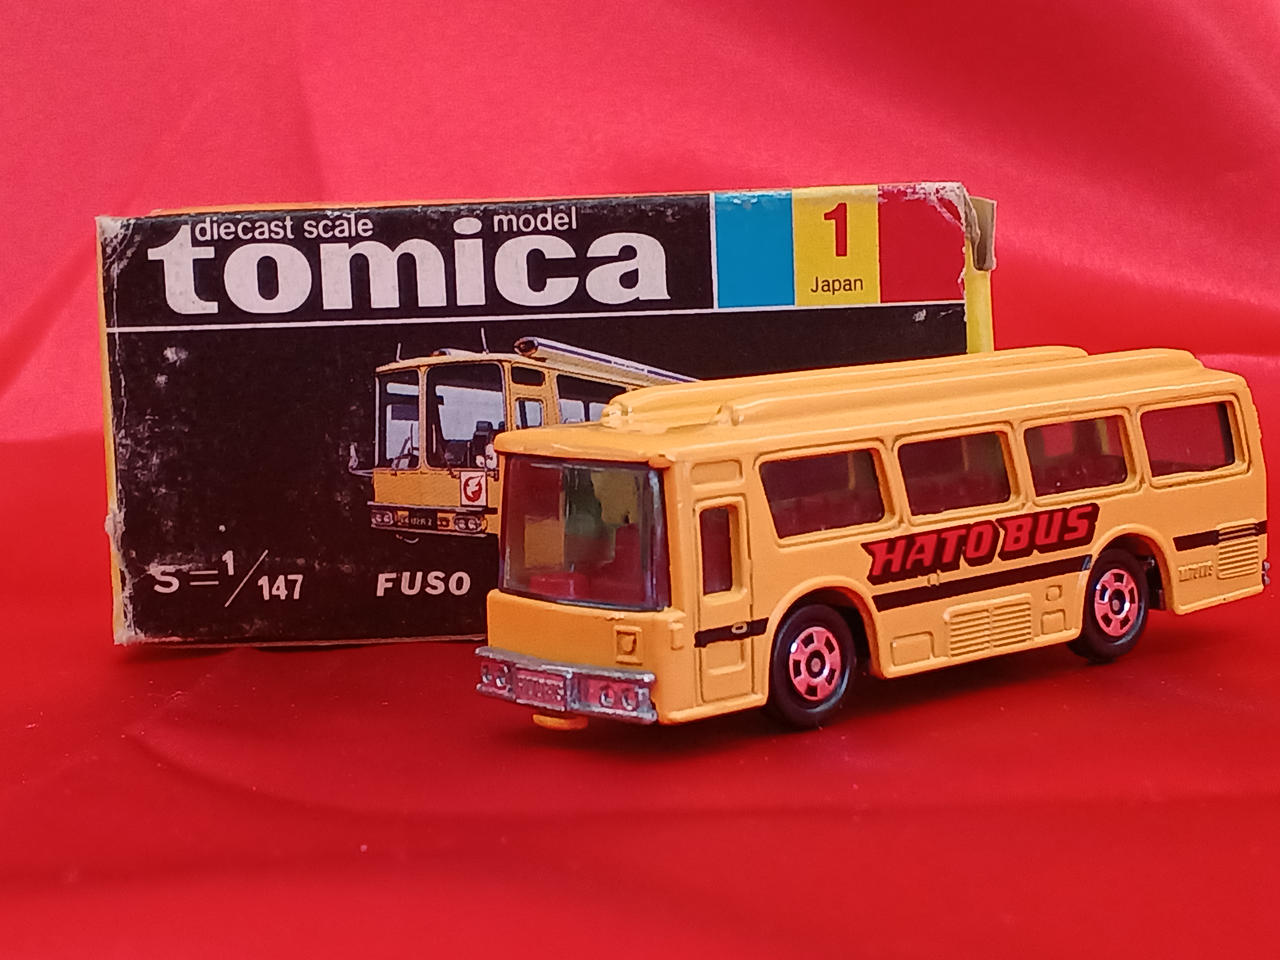 diecast scale model
tomica
1
Japan
S=1/147
FUSO
HATO BUS